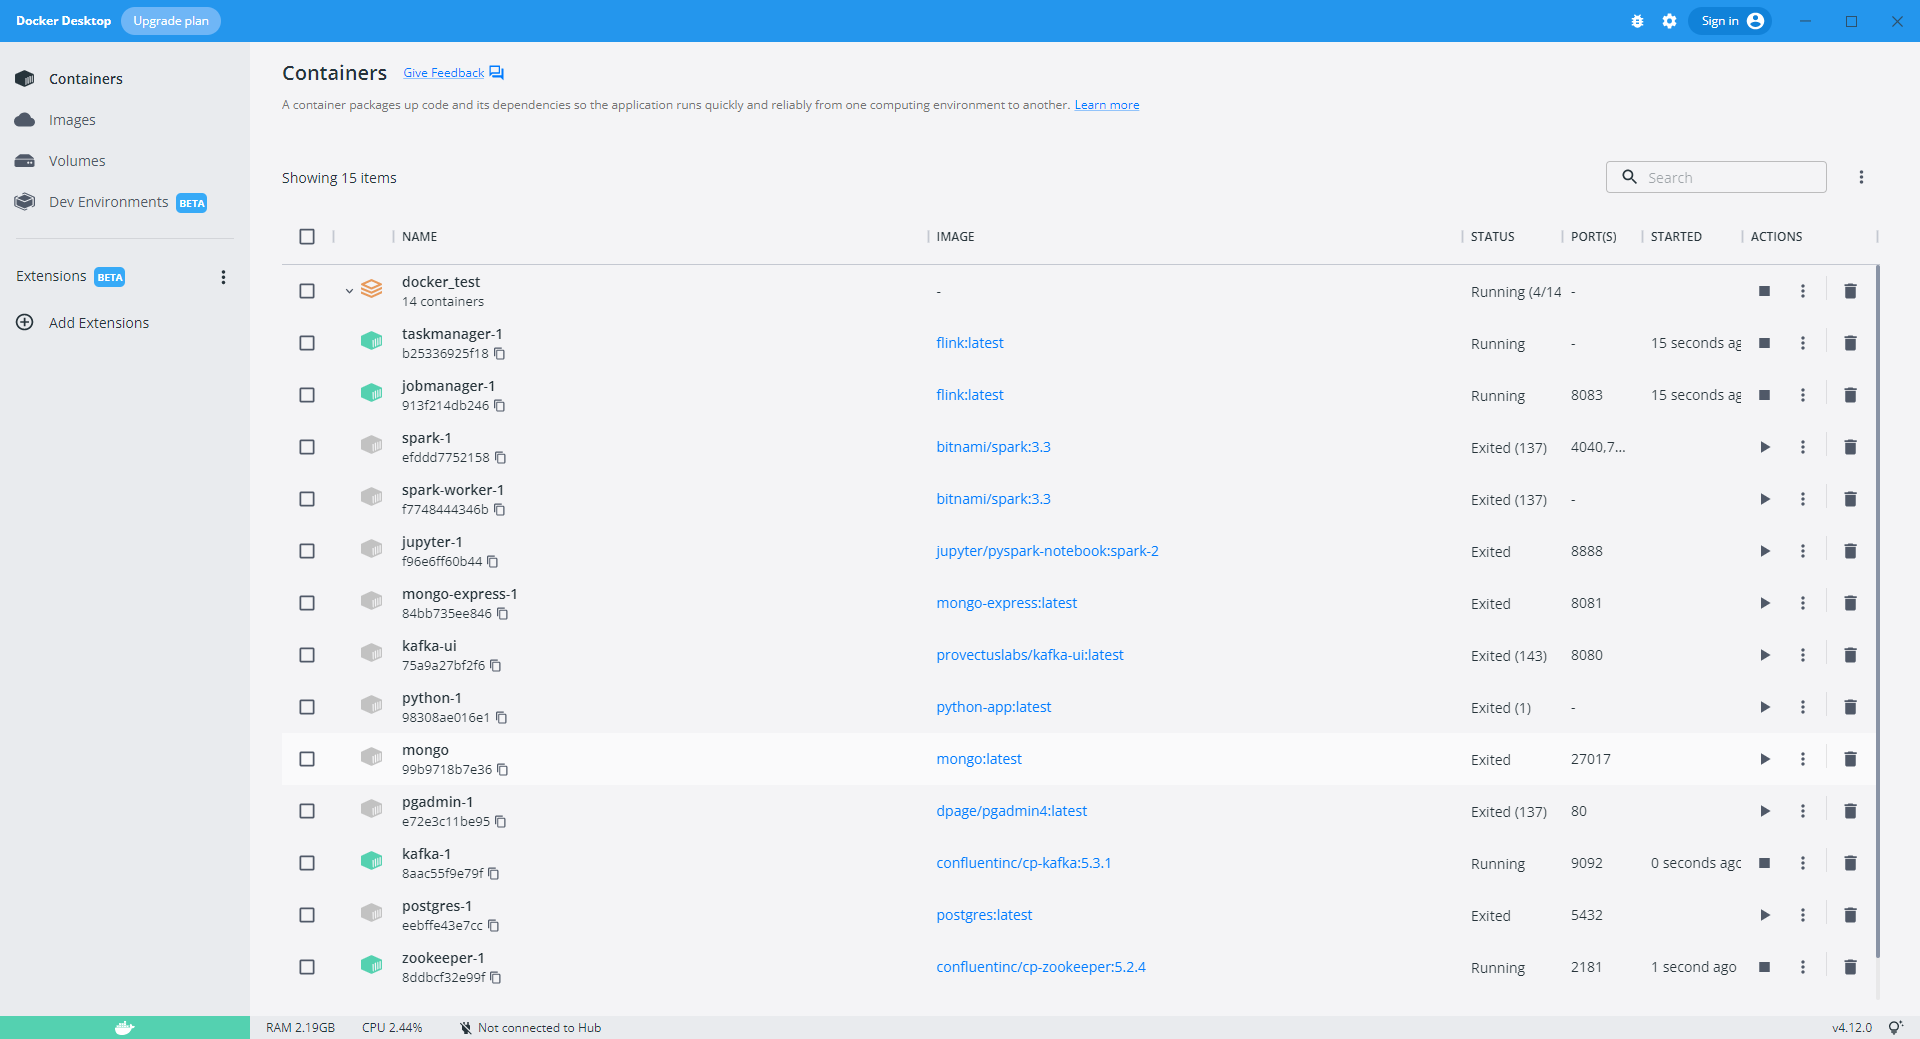 Docker Desktop Upgrade plan Sign in
Containers
Images
Volumes
Dev Environments BETA
Extensions BETA
Add Extensions
Containers Give Feedback
A container packages up code and its dependencies so the application runs quickly and reliably from one computing environment to another. Learn more
Showing 15 items Search
NAME IMAGE STATUS PORT(S) STARTED ACTIONS
docker_test - Running (4/14 -
14 containers
taskmanager-1 flink:latest Running - 15 seconds ag
b25336925f18
jobmanager-1 flink:latest Running 8083 15 seconds ag
913f214db246
spark-1 bitnami/spark:3.3 Exited (137) 4040,7...
efddd7752158
spark-worker-1 bitnami/spark:3.3 Exited (137) -
f7748444346b
jupyter-1 jupyter/pyspark-notebook:spark-2 Exited 8888
f96e6ff60b44
mongo-express-1 mongo-express:latest Exited 8081
84bb735ee846
kafka-ui provectuslabs/kafka-ui:latest Exited (143) 8080
75a9a27bf2f6
python-1 python-app:latest Exited (1) -
98308ae016e1
mongo mongo:latest Exited 27017
99b9718b7e36
pgadmin-1 dpage/pgadmin4:latest Exited (137) 80
e72e3c11be95
kafka-1 confluentinc/cp-kafka:5.3.1 Running 9092 0 seconds agc
8aac55f9e79f
postgres-1 postgres:latest Exited 5432
eebffe43e7cc
zookeeper-1 confluentinc/cp-zookeeper:5.2.4 Running 2181 1 second ago
8ddbcf32e99f
RAM 2.19GB CPU 2.44% Not connected to Hub v4.12.0